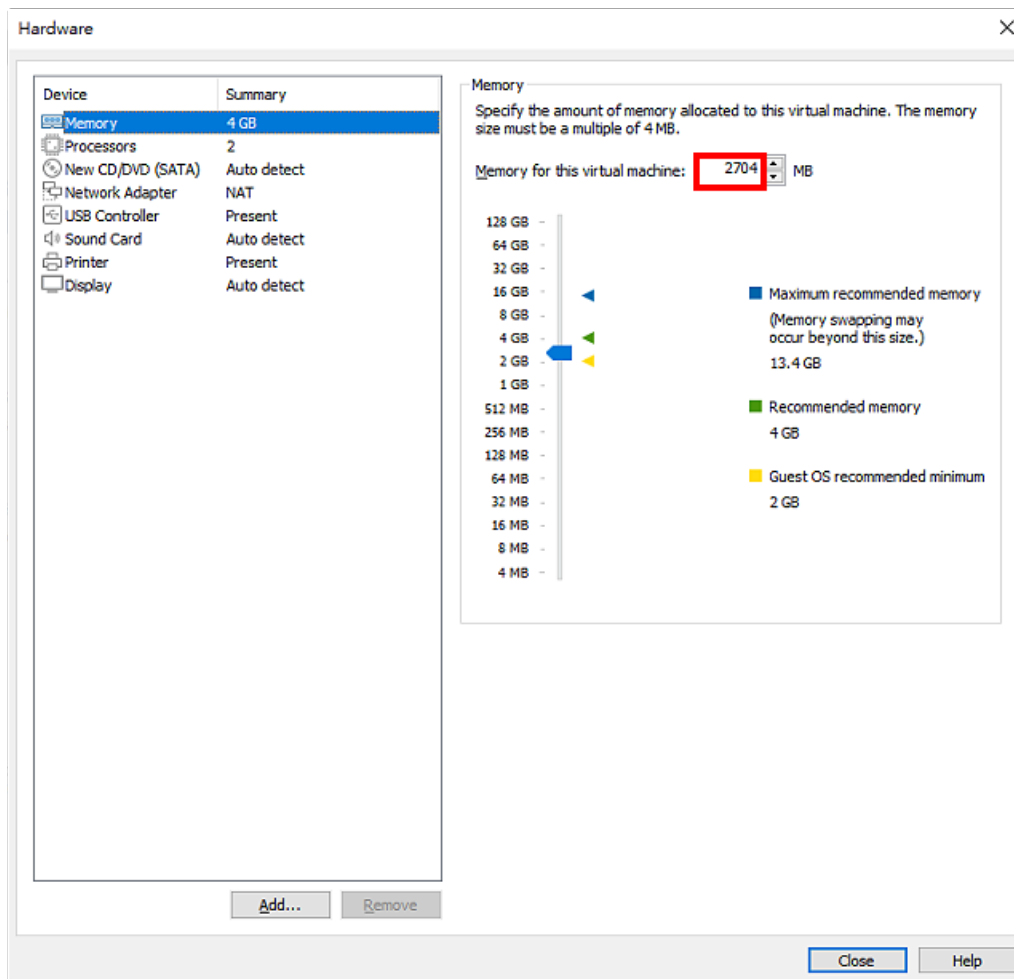 Hardware
Device Summary
Memory 4 GB
Processors 2
New CD/DVD (SATA) Auto detect
Network Adapter NAT
USB Controller Present
Sound Card Auto detect
Printer Present
Display Auto detect
Add...
Remove
Memory
Specify the amount of memory allocated to this virtual machine. The memory
size must be a multiple of 4 MB.
Memory for this virtual machine: 2704 MB
128 GB
64 GB
32 GB
16 GB
8 GB
4 GB
2 GB
1 GB
512 MB
256 MB
128 MB
64 MB
32 MB
16 MB
8 MB
4 MB
Maximum recommended memory
(Memory swapping may
occur beyond this size.)
13.4 GB
Recommended memory
4 GB
Guest OS recommended minimum
2 GB
Close
Help